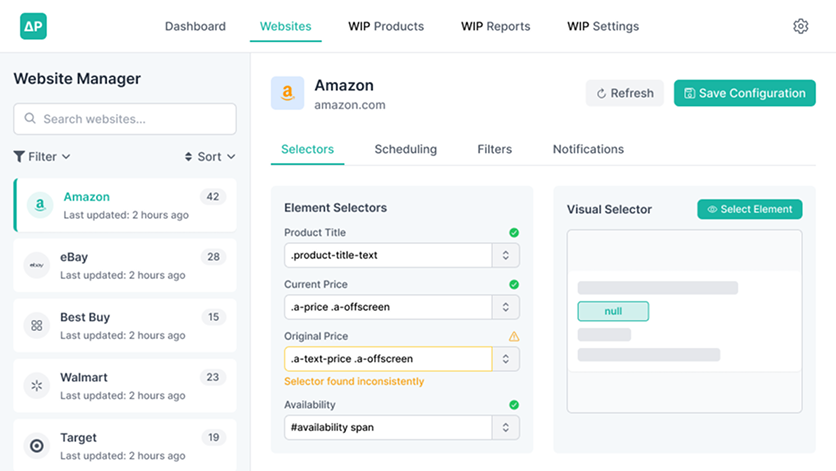 ΔP
Dashboard
Websites
WIP Products
WIP Reports
WIP Settings
Website Manager
Search websites...
Filter
Sort
a
Amazon
42
Last updated: 2 hours ago
ebay
eBay
28
Last updated: 2 hours ago
Best Buy
15
Last updated: 2 hours ago
Walmart
23
Last updated: 2 hours ago
Target
19
Last updated: 2 hours ago
a
Amazon
amazon.com
Refresh
Save Configuration
Selectors
Scheduling
Filters
Notifications
Element Selectors
Product Title
.product-title-text
Current Price
.a-price .a-offscreen
Original Price
.a-text-price .a-offscreen
Selector found inconsistently
Availability
#availability span
Visual Selector
Select Element
null